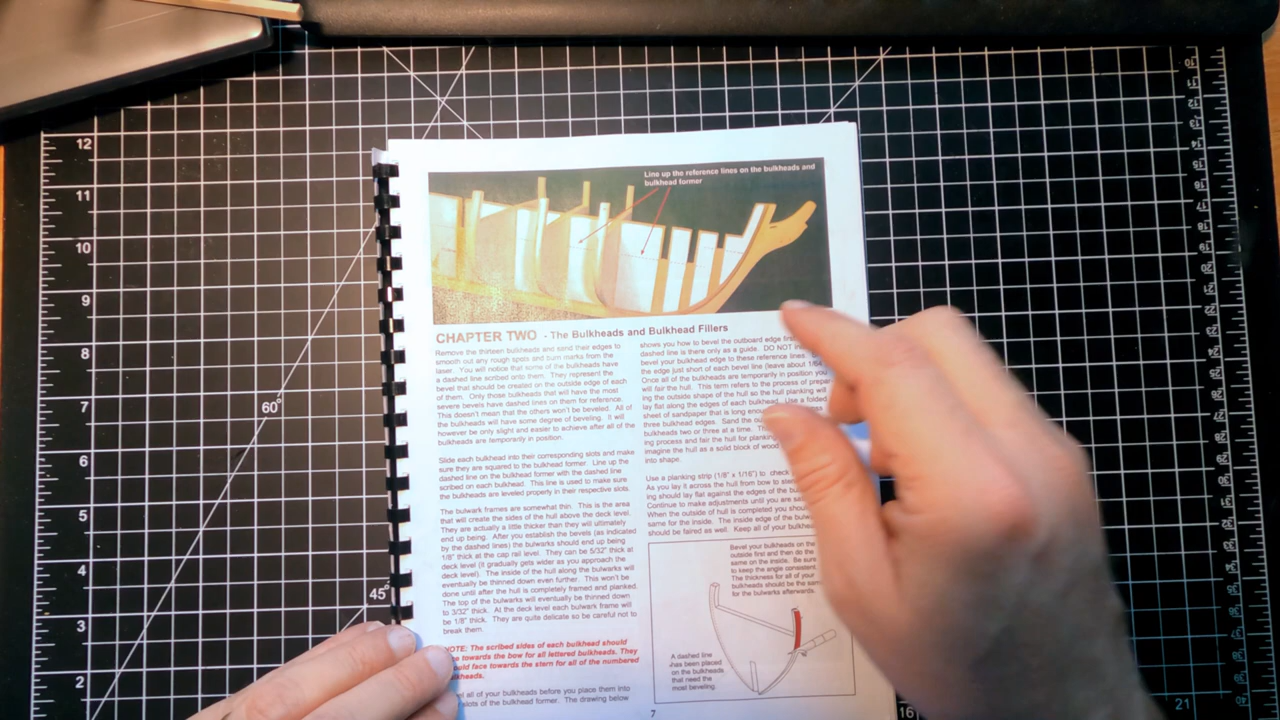 Line up the reference lines on the bulkheads and
bulkhead former
CHAPTER TWO - The Bulkheads and Bulkhead Fillers
Remove the thirteen bulkheads and sand their edges to
smooth out any rough spots and burn marks from the
laser. You will notice that some of the bulkheads have
a dashed line scribed onto them. They represent the
bevel that should be created on the outside edge of each
of them. Only those bulkheads that will have the most
severe bevels have dashed lines on them for reference.
This doesn't mean that the others won't be beveled. All of
the bulkheads will have some degree of beveling. It will
however be only slight and easier to achieve after all of the
bulkheads are temporarily in position.
Slide each bulkhead into their corresponding slots and make
sure they are squared to the bulkhead former. Line up the
dashed line on the bulkhead former with the dashed line
scribed on each bulkhead. This line is used to make sure
the bulkheads are leveled properly in their respective slots.
The bulwark frames are somewhat thin. This is the area
that will create the sides of the hull above the deck level.
They are actually a little thicker than they will ultimately
end up being. After you establish the bevels (as indicated
by the dashed lines) the bulwarks should end up being
1/8" thick at the cap rail level. They can be 5/32" thick at
deck level (it gradually gets wider as you approach the
deck level). The inside of the hull along the bulwarks will
eventually be thinned down even further. This won't be
done until after the hull is completely framed and planked.
The top of the bulwarks will eventually be thinned down
to 3/32" thick. At the deck level each bulwark frame will
be 1/8" thick. They are quite delicate so be careful not to
break them.
NOTE: The scribed sides of each bulkhead should
towards the bow for all lettered bulkheads. They
face towards the stern for all of the numbered
all of your bulkheads before you place them into
slots of the bulkhead former. The drawing below
shows you how to bevel the outboard edge
dashed line is there only as a guide. DO NOT
bevel your bulkhead edge to these reference lines.
the edge just short of each bevel line (leave about 1/64
Once all of the bulkheads are temporarily in position you
will fair the hull. This term refers to the process of
ing the outside shape of the hull so the hull planking will
lay flat along the edges of each bulkhead. Use a folded
sheet of sandpaper that is long
three bulkhead edges. Sand the
bulkheads two or three at a time.
ing process and fair the hull for planking
imagine the hull as a solid block of wood
into shape.
Use a planking strip (1/8" x 1/16") to check
As you lay it across the hull from bow to
ing should lay flat against the edges of the
Continue to make adjustments until you are
When the outside of hull is completed you
same for the inside. The inside edge of the
should be faired as well. Keep all of your
Bevel your bulkheads on the
outside first and then do the
same on the inside. Be sure
to keep the angle consistent.
The thickness for all of your
bulkheads should be the same
for the bulwarks afterwards.
A dashed line
has been placed
on the bulkheads
that need the
most beveling.
7
12
11
10
9
8
7
6
5
4
3
2
60°
45°
16
21